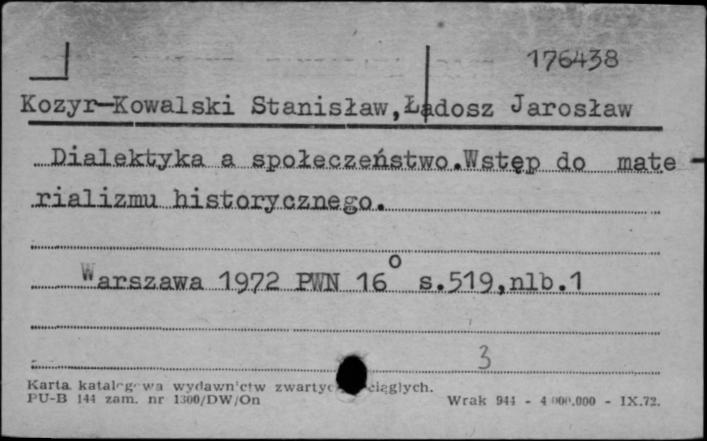 176438
Kozyr-Kowalski Stanisław, Ładosz Jarosław
Dialektyka a społeczeństwo. Wstęp do mate-
rializmu historycznego.
Warszawa 1972 PWN 16° s.519,nlb.1
3
Karta katalogowa wydawnictw zwartych ciągłych.
PU-B 144 zam. nr 1300/DW/On
Wrak 944 - 4 000.000 - IX.72.